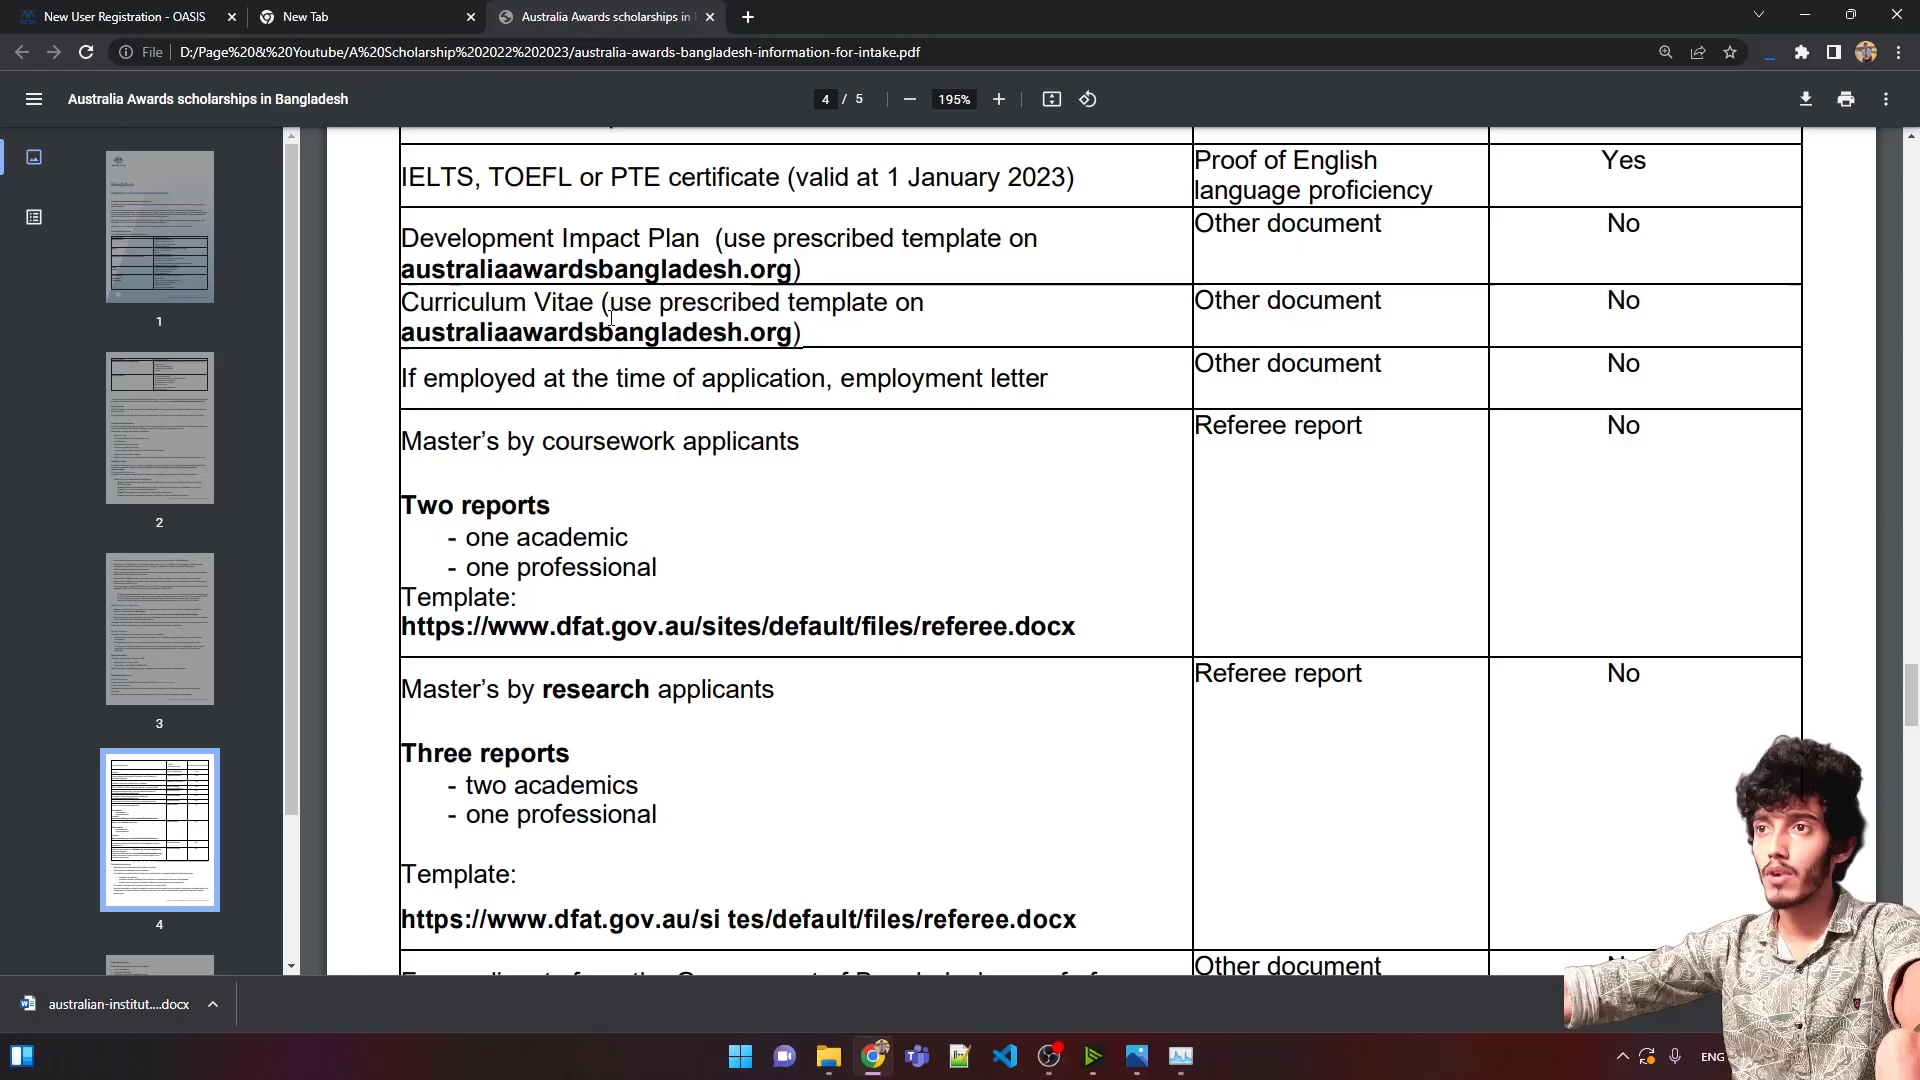 New User Registration - OASIS
New Tab
Australia Awards scholarships in
File
D:/Page%20&%20Youtube/A%20Scholarship%202022%202023/australia-awards-bangladesh-information-for-intake.pdf
Australia Awards scholarships in Bangladesh
4 / 5
195%
IELTS, TOEFL or PTE certificate (valid at 1 January 2023)
Proof of English
language proficiency
Yes
Development Impact Plan (use prescribed template on
australiaawardsbangladesh.org)
Other document
No
Curriculum Vitae (use prescribed template on
australiaawardsbangladesh.org)
Other document
No
If employed at the time of application, employment letter
Other document
No
Master’s by coursework applicants
Two reports
- one academic
- one professional
Template:
https://www.dfat.gov.au/sites/default/files/referee.docx
Referee report
No
Master’s by research applicants
Three reports
- two academics
- one professional
Template:
https://www.dfat.gov.au/si tes/default/files/referee.docx
Referee report
No
Other document
1
2
3
4
australian-institut....docx
ENG